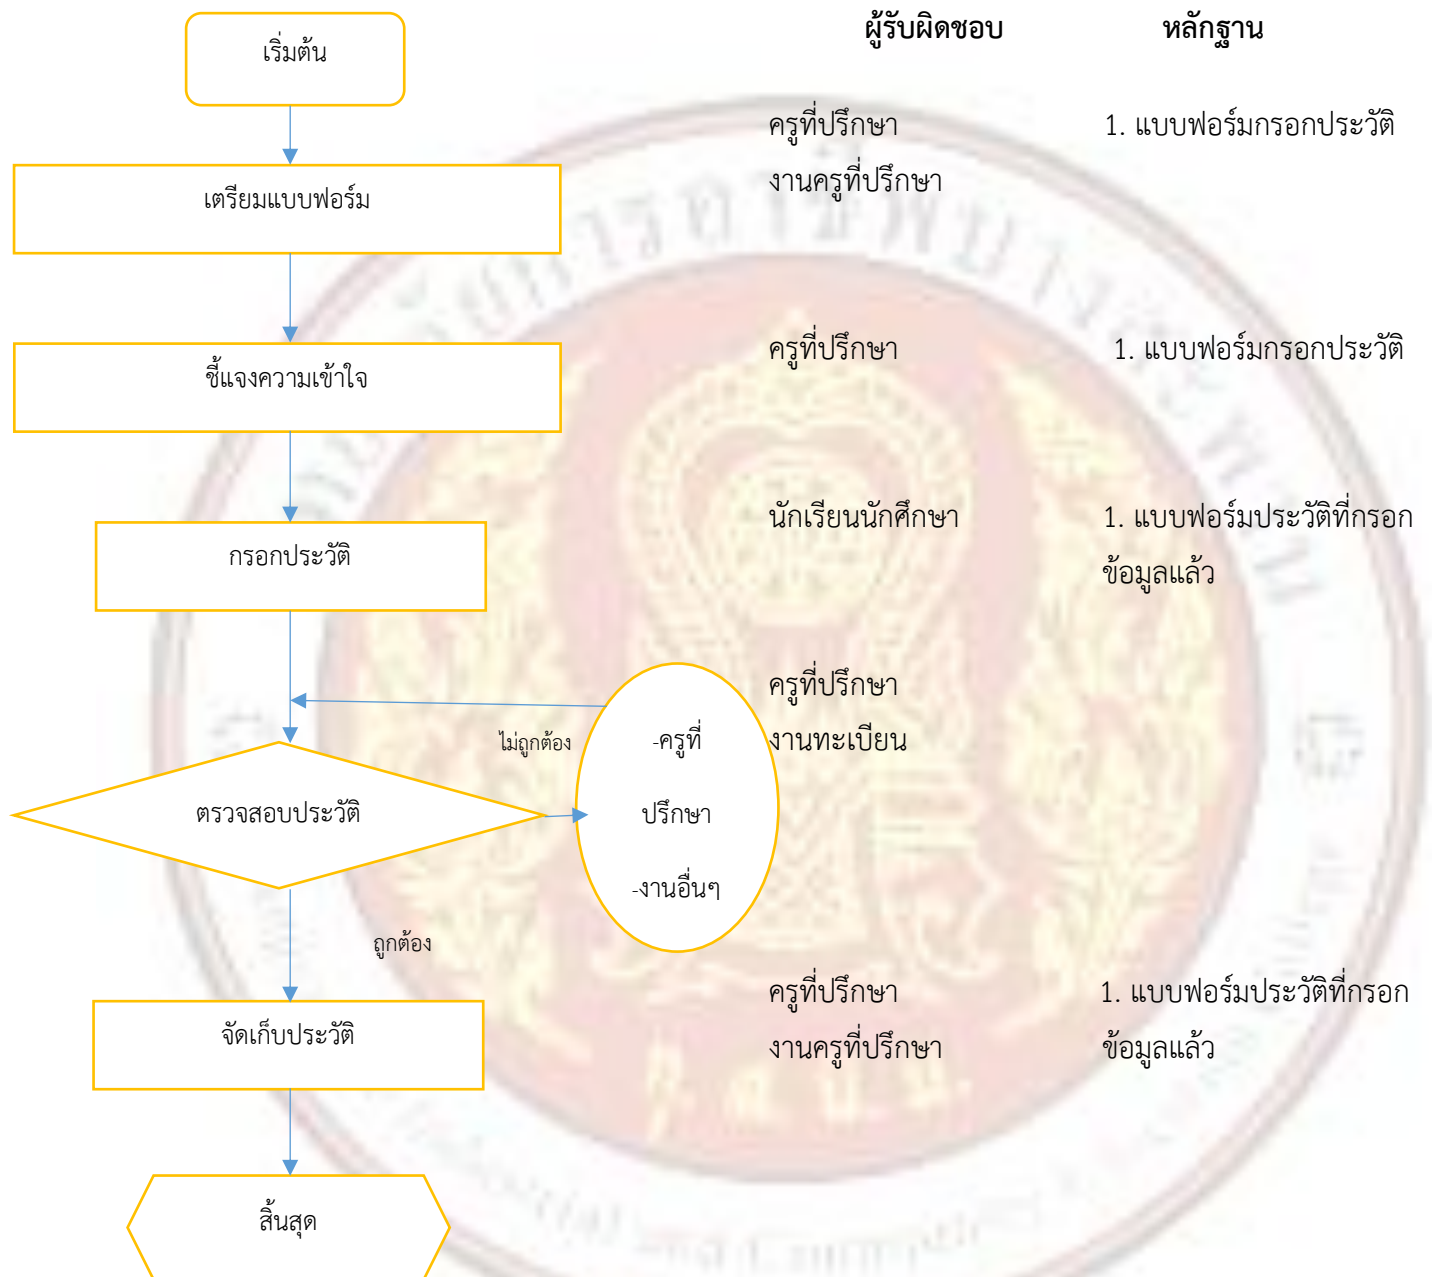 ผู้รับผิดชอบ หลักฐาน
เริ่มต้น
ครูที่ปรึกษา 1. แบบฟอร์มกรอกประวัติ
งานครูที่ปรึกษา
เตรียมแบบฟอร์ม
ครูที่ปรึกษา 1. แบบฟอร์มกรอกประวัติ
ชี้แจงความเข้าใจ
นักเรียนนักศึกษา 1. แบบฟอร์มประวัติที่กรอก
ข้อมูลแล้ว
กรอกประวัติ
ครูที่ปรึกษา
งานทะเบียน
ไม่ถูกต้อง
-ครูที่
ปรึกษา
-งานอื่นๆ
ตรวจสอบประวัติ
ถูกต้อง
ครูที่ปรึกษา 1. แบบฟอร์มประวัติที่กรอก
งานครูที่ปรึกษา ข้อมูลแล้ว
จัดเก็บประวัติ
สิ้นสุด